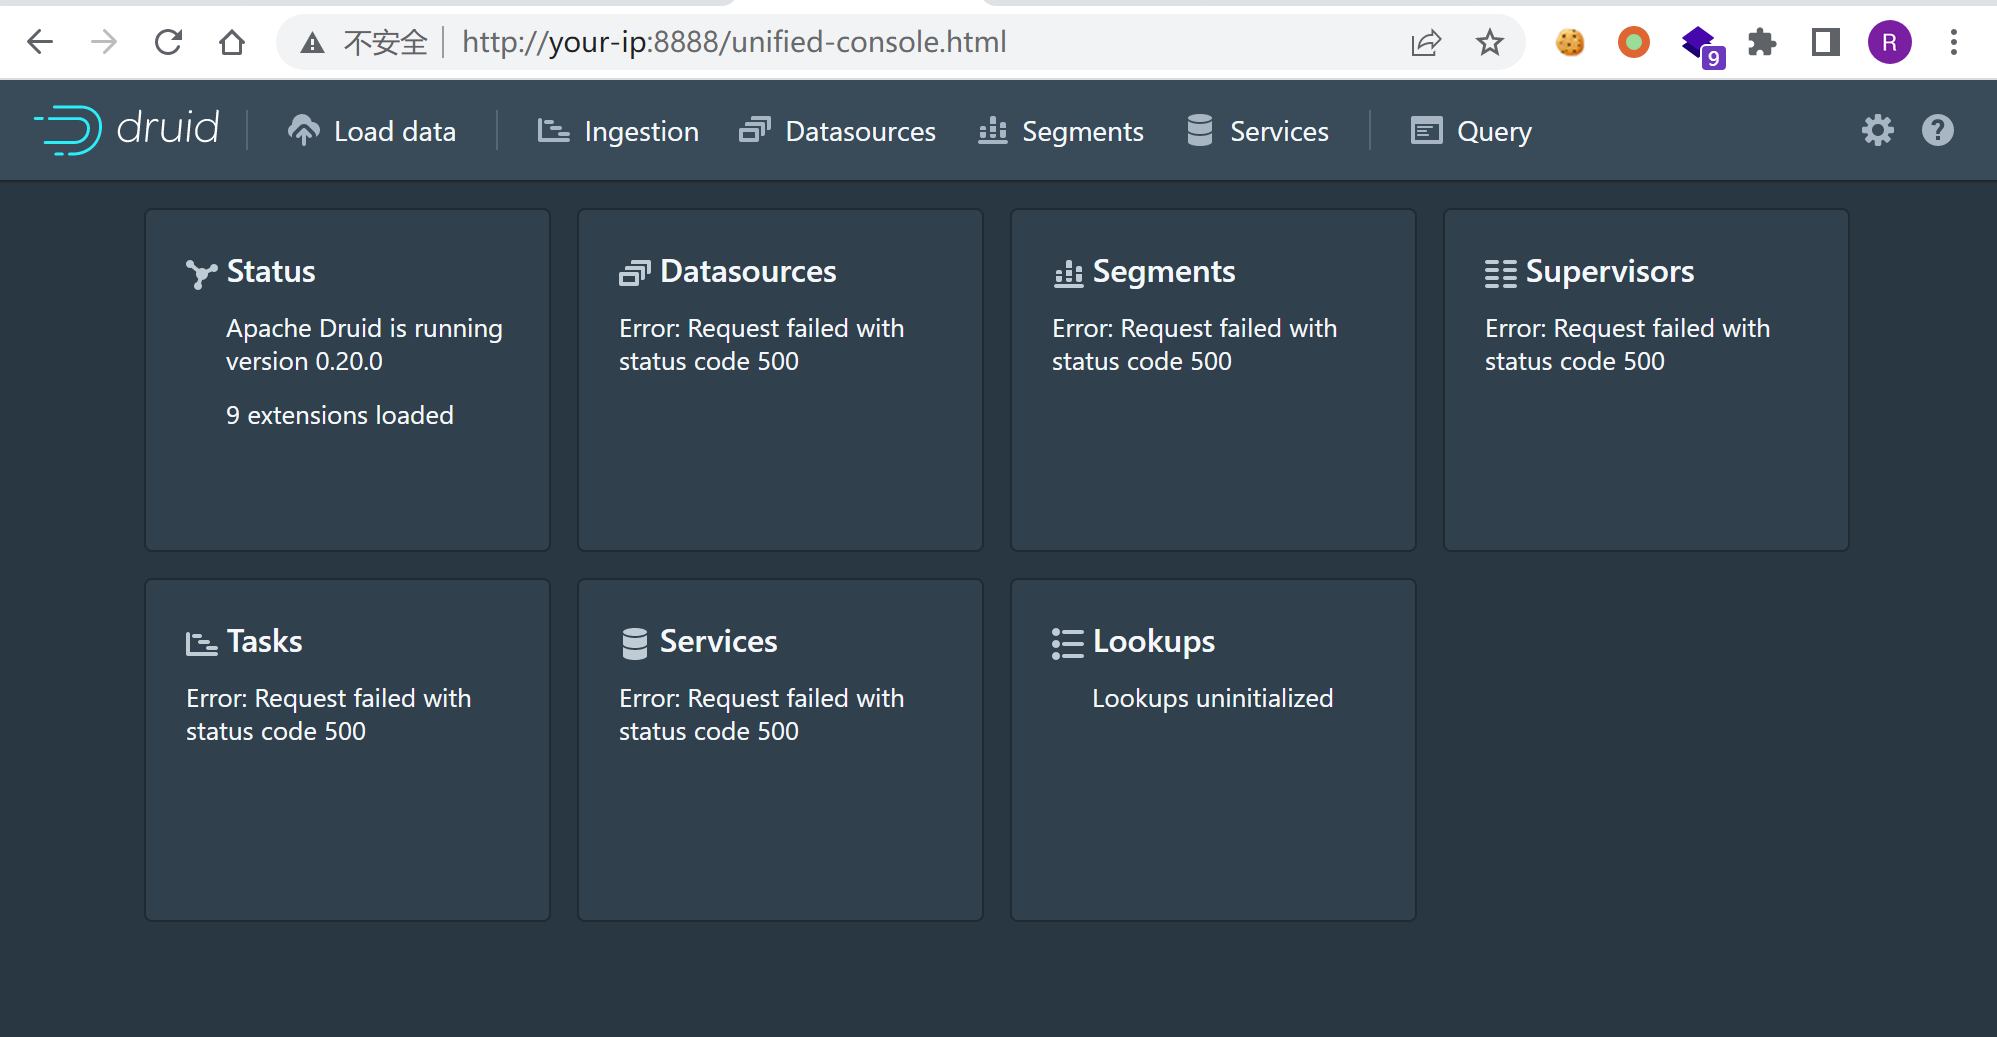 不安全 http://your-ip:8888/unified-console.html 9 R
druid Load data Ingestion Datasources Segments Services Query
Status
Apache Druid is running
version 0.20.0
9 extensions loaded
Datasources
Error: Request failed with
status code 500
Segments
Error: Request failed with
status code 500
Supervisors
Error: Request failed with
status code 500
Tasks
Error: Request failed with
status code 500
Services
Error: Request failed with
status code 500
Lookups
Lookups uninitialized